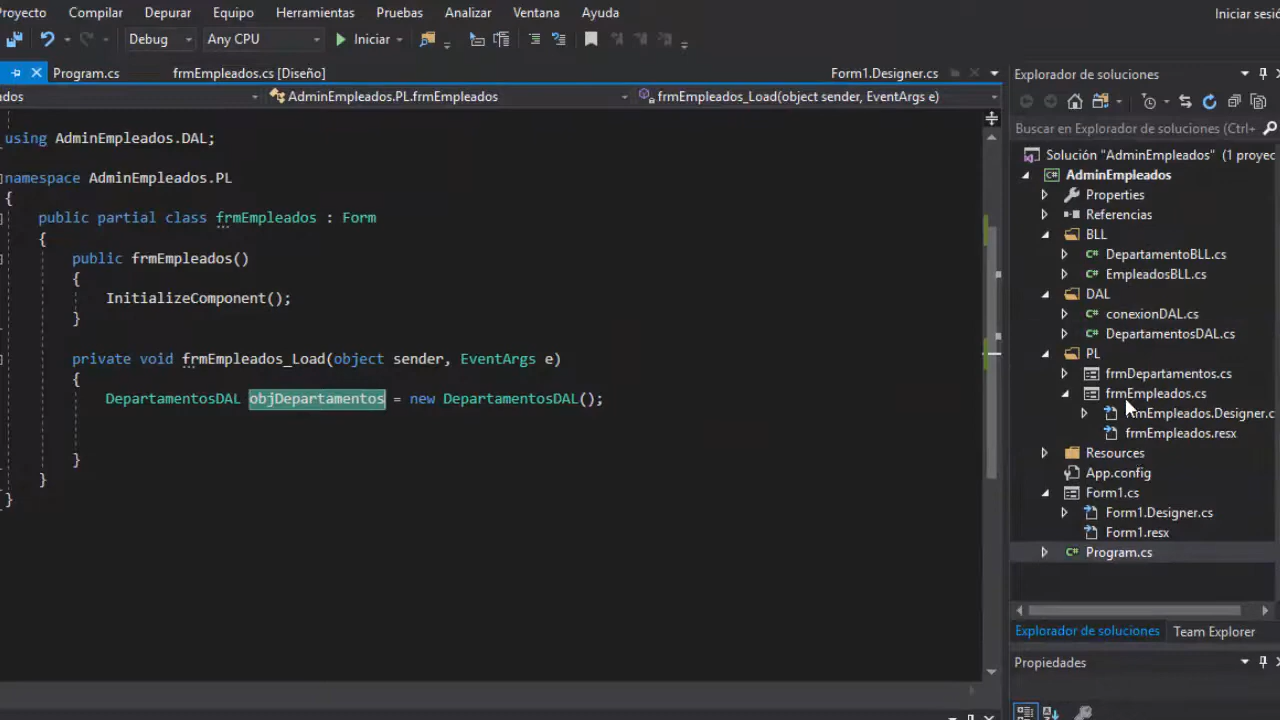 royecto Compilar Depurar Equipo Herramientas Pruebas Analizar Ventana Ayuda
Iniciar sesió
Debug Any CPU Iniciar
Program.cs frmEmpleados.cs [Diseño] Form1.Designer.cs
ados AdminEmpleados.PL.frmEmpleados frmEmpleados_Load(object sender, EventArgs e)
using AdminEmpleados.DAL;
namespace AdminEmpleados.PL
{
public partial class frmEmpleados : Form
{
public frmEmpleados()
{
InitializeComponent();
}
private void frmEmpleados_Load(object sender, EventArgs e)
{
DepartamentosDAL objDepartamentos = new DepartamentosDAL();
}
}
}
Explorador de soluciones
Buscar en Explorador de soluciones (Ctrl+
Solución "AdminEmpleados" (1 proyec
AdminEmpleados
Properties
Referencias
BLL
DepartamentoBLL.cs
EmpleadosBLL.cs
DAL
conexionDAL.cs
DepartamentosDAL.cs
PL
frmDepartamentos.cs
frmEmpleados.cs
rmEmpleados.Designer.c
frmEmpleados.resx
Resources
App.config
Form1.cs
Form1.Designer.cs
Form1.resx
Program.cs
Explorador de soluciones Team Explorer
Propiedades